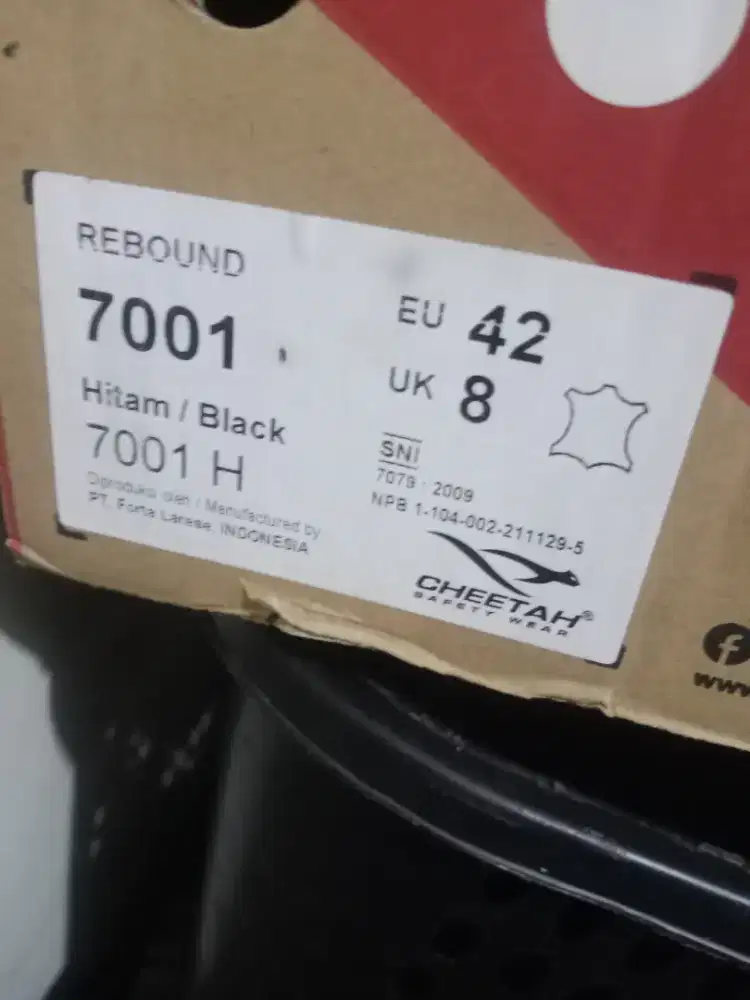 REBOUND
7001
Hitam / Black
7001 H
Diproduksi oleh / Manufactured by
PT. Forta Larese, INDONESIA
EU 42
UK 8
SNI
7079 : 2009
NPB 1-104-002-211129-5
CHEETAH®
SAFETY WEAR
f
www